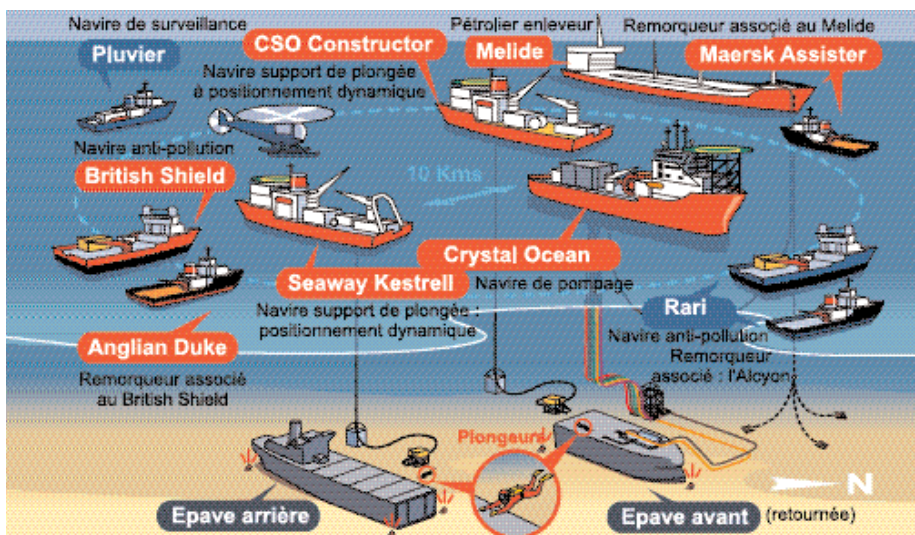 Navire de surveillance
Pluvier
CSO Constructor
Navire support de plongée
à positionnement dynamique
Pétrolier enleveur
Melide
Remorqueur associé au Melide
Maersk Assister
Navire anti-pollution
British Shield
10 Kms
Crystal Ocean
Navire de pompage
Seaway Kestrell
Navire support de plongée :
positionnement dynamique
Rari
Navire anti-pollution
Remorqueur
associé : l'Alcyon
Anglian Duke
Remorqueur associé
au British Shield
Plongeurs
Epave arrière
Epave avant
(retournée)
N